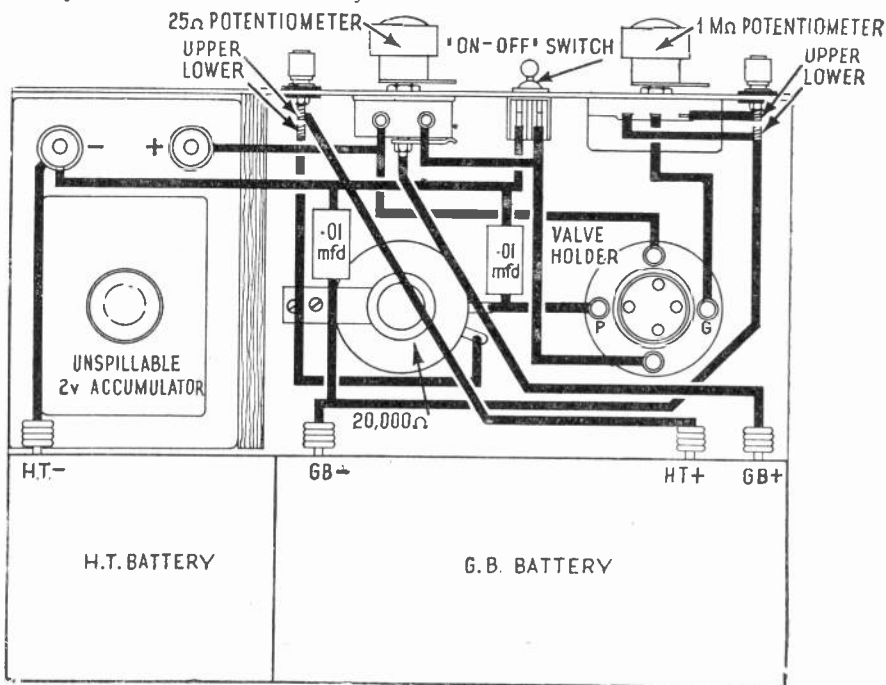 25Ω POTENTIOMETER
"ON-OFF" SWITCH
1 MΩ POTENTIOMETER
UPPER
LOWER
UPPER
LOWER
- +
.01
mfd
.01
mfd
VALVE
HOLDER
P
G
UNSPILLABLE
2v ACCUMULATOR
20,000Ω
H.T.-
GB-
HT+
GB+
H.T. BATTERY
G.B. BATTERY